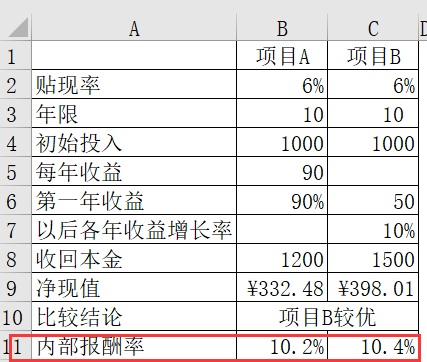 A B C D
1 项目A 项目B
2 贴现率 6% 6%
3 年限 10 10
4 初始投入 1000 1000
5 每年收益 90
6 第一年收益 90% 50
7 以后各年收益增长率 10%
8 收回本金 1200 1500
9 净现值 ¥332.48 ¥398.01
10 比较结论 项目B较优
11 内部报酬率 10.2% 10.4%